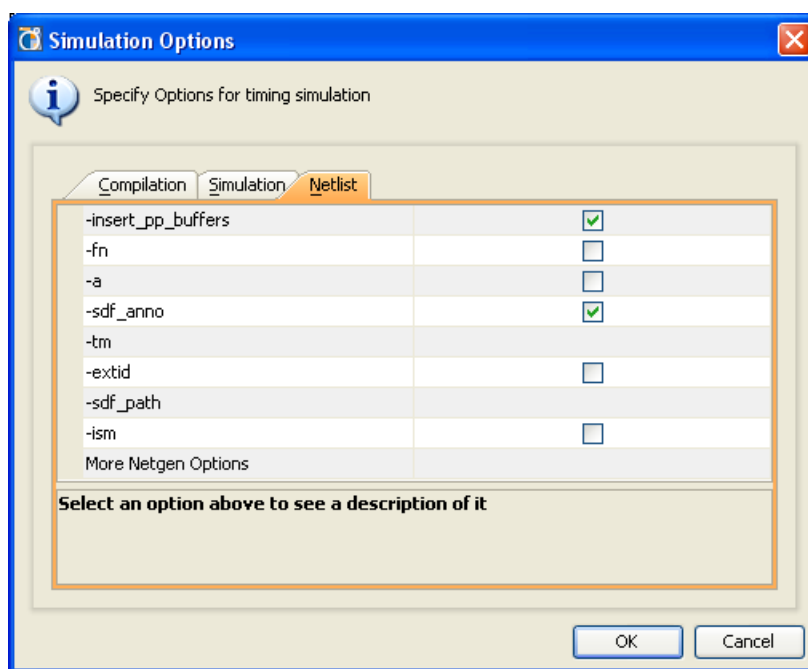 Simulation Options
Specify Options for timing simulation
Compilation Simulation Netlist
-insert_pp_buffers
-fn
-a
-sdf_anno
-tm
-extid
-sdf_path
-ism
More Netgen Options
Select an option above to see a description of it
OK Cancel